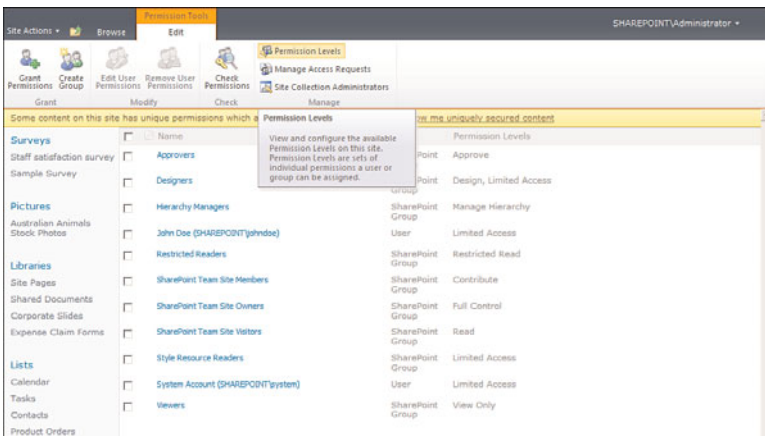 Permission Tools
SHAREPOINT\Administrator
Site Actions
Browse
Edit
Grant Permissions
Create Group
Edit User Permissions
Remove User Permissions
Check Permissions
Permission Levels
Manage Access Requests
Site Collection Administrators
Grant
Modify
Check
Manage
Some content on this site has unique permissions which a
me uniquely secured content
Permission Levels
View and configure the available
Permission Levels on this site.
Permission Levels are sets of
individual permissions a user or
group can be assigned.
Name
Permission Levels
Approvers
Approve
Designers
Group
Design, Limited Access
Hierarchy Managers
SharePoint Group
Manage Hierarchy
John Doe (SHAREPOINT\johndoe)
User
Limited Access
Restricted Readers
SharePoint Group
Restricted Read
SharePoint Team Site Members
SharePoint Group
Contribute
SharePoint Team Site Owners
SharePoint Group
Full Control
SharePoint Team Site Visitors
SharePoint Group
Read
Style Resource Readers
SharePoint Group
Limited Access
System Account (SHAREPOINT\system)
User
Limited Access
Viewers
SharePoint Group
View Only
Surveys
Staff satisfaction survey
Sample Survey
Pictures
Australian Animals
Stock Photos
Libraries
Site Pages
Shared Documents
Corporate Slides
Expense Claim Forms
Lists
Calendar
Tasks
Contacts
Product Orders